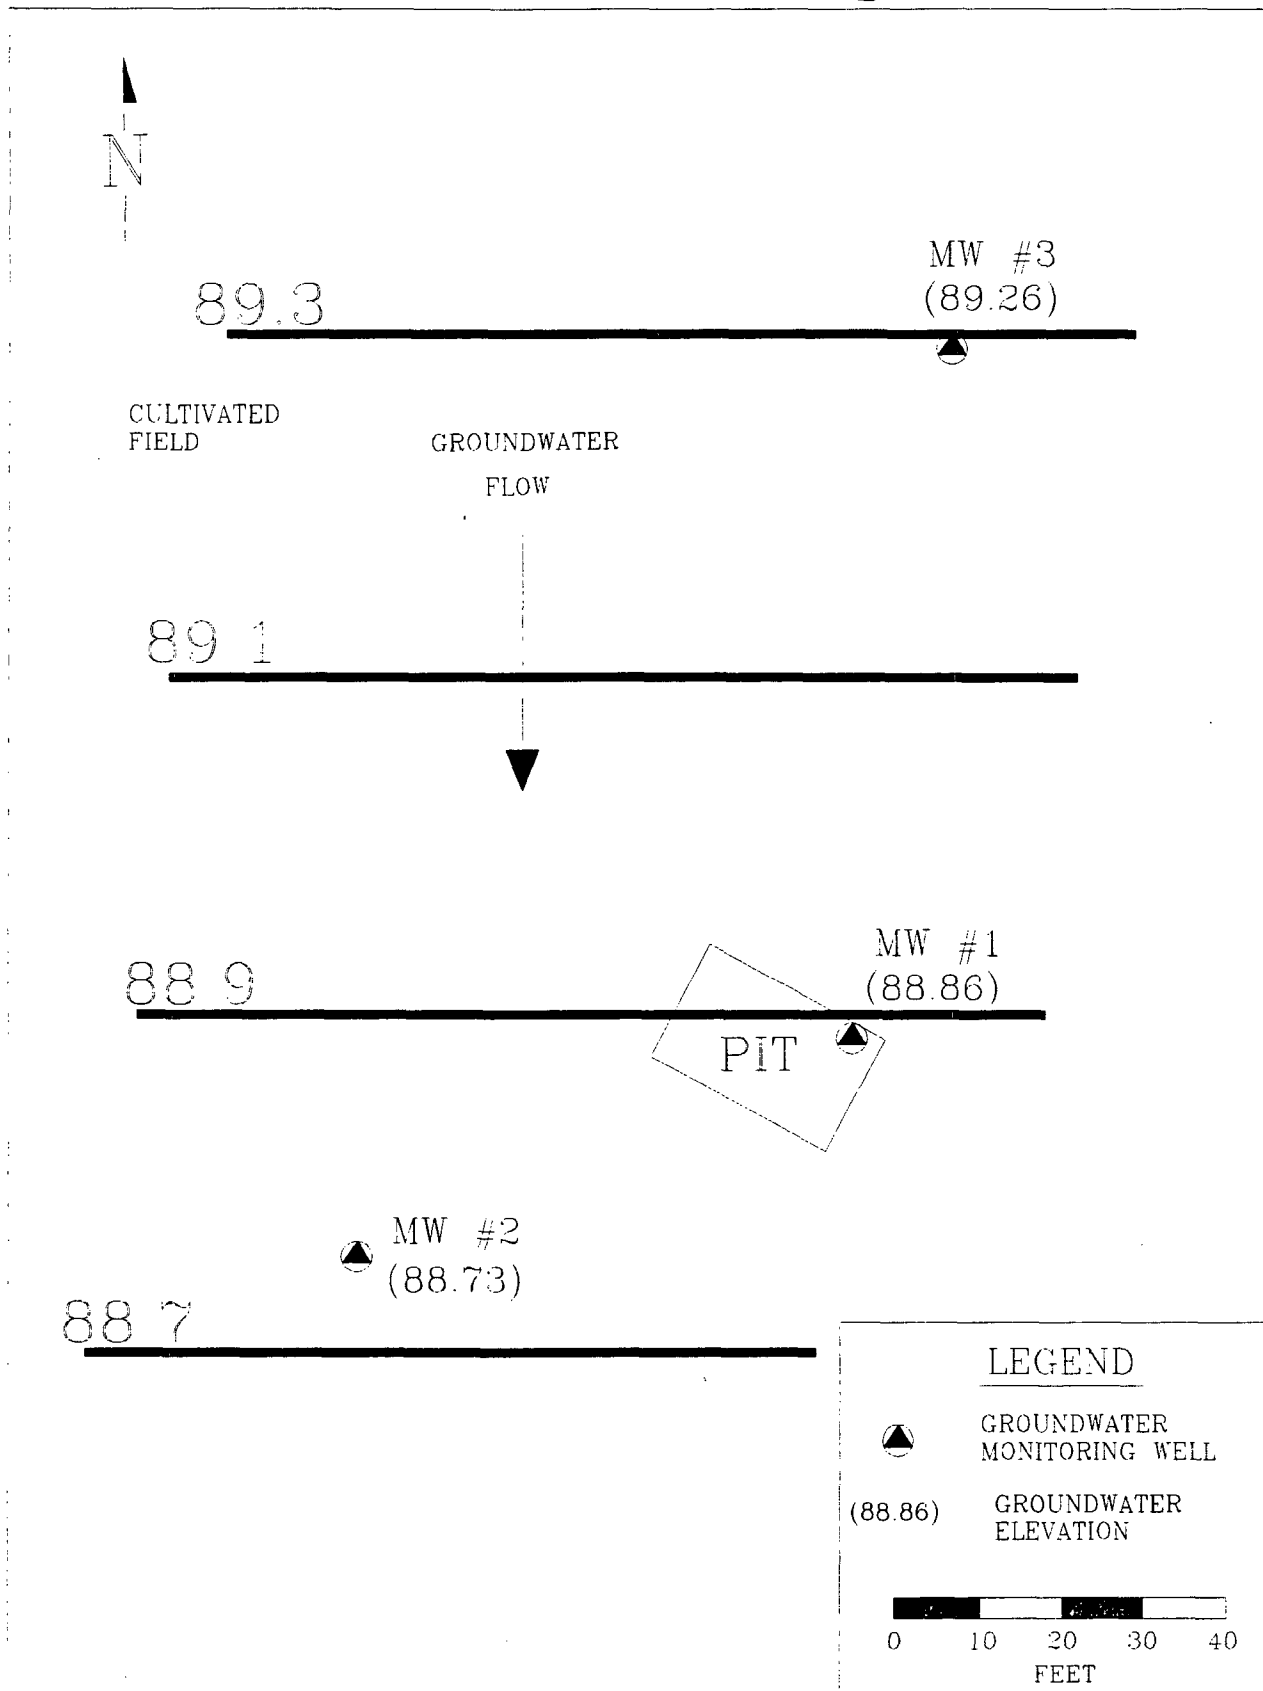 N
MW #3
(89.26)
89.3
CULTIVATED
FIELD
GROUNDWATER
FLOW
89 1
MW #1
(88.86)
88 9
PIT
MW #2
(88.73)
88 7
LEGEND
GROUNDWATER
MONITORING WELL
(88.86) GROUNDWATER
ELEVATION
0 10 20 30 40
FEET